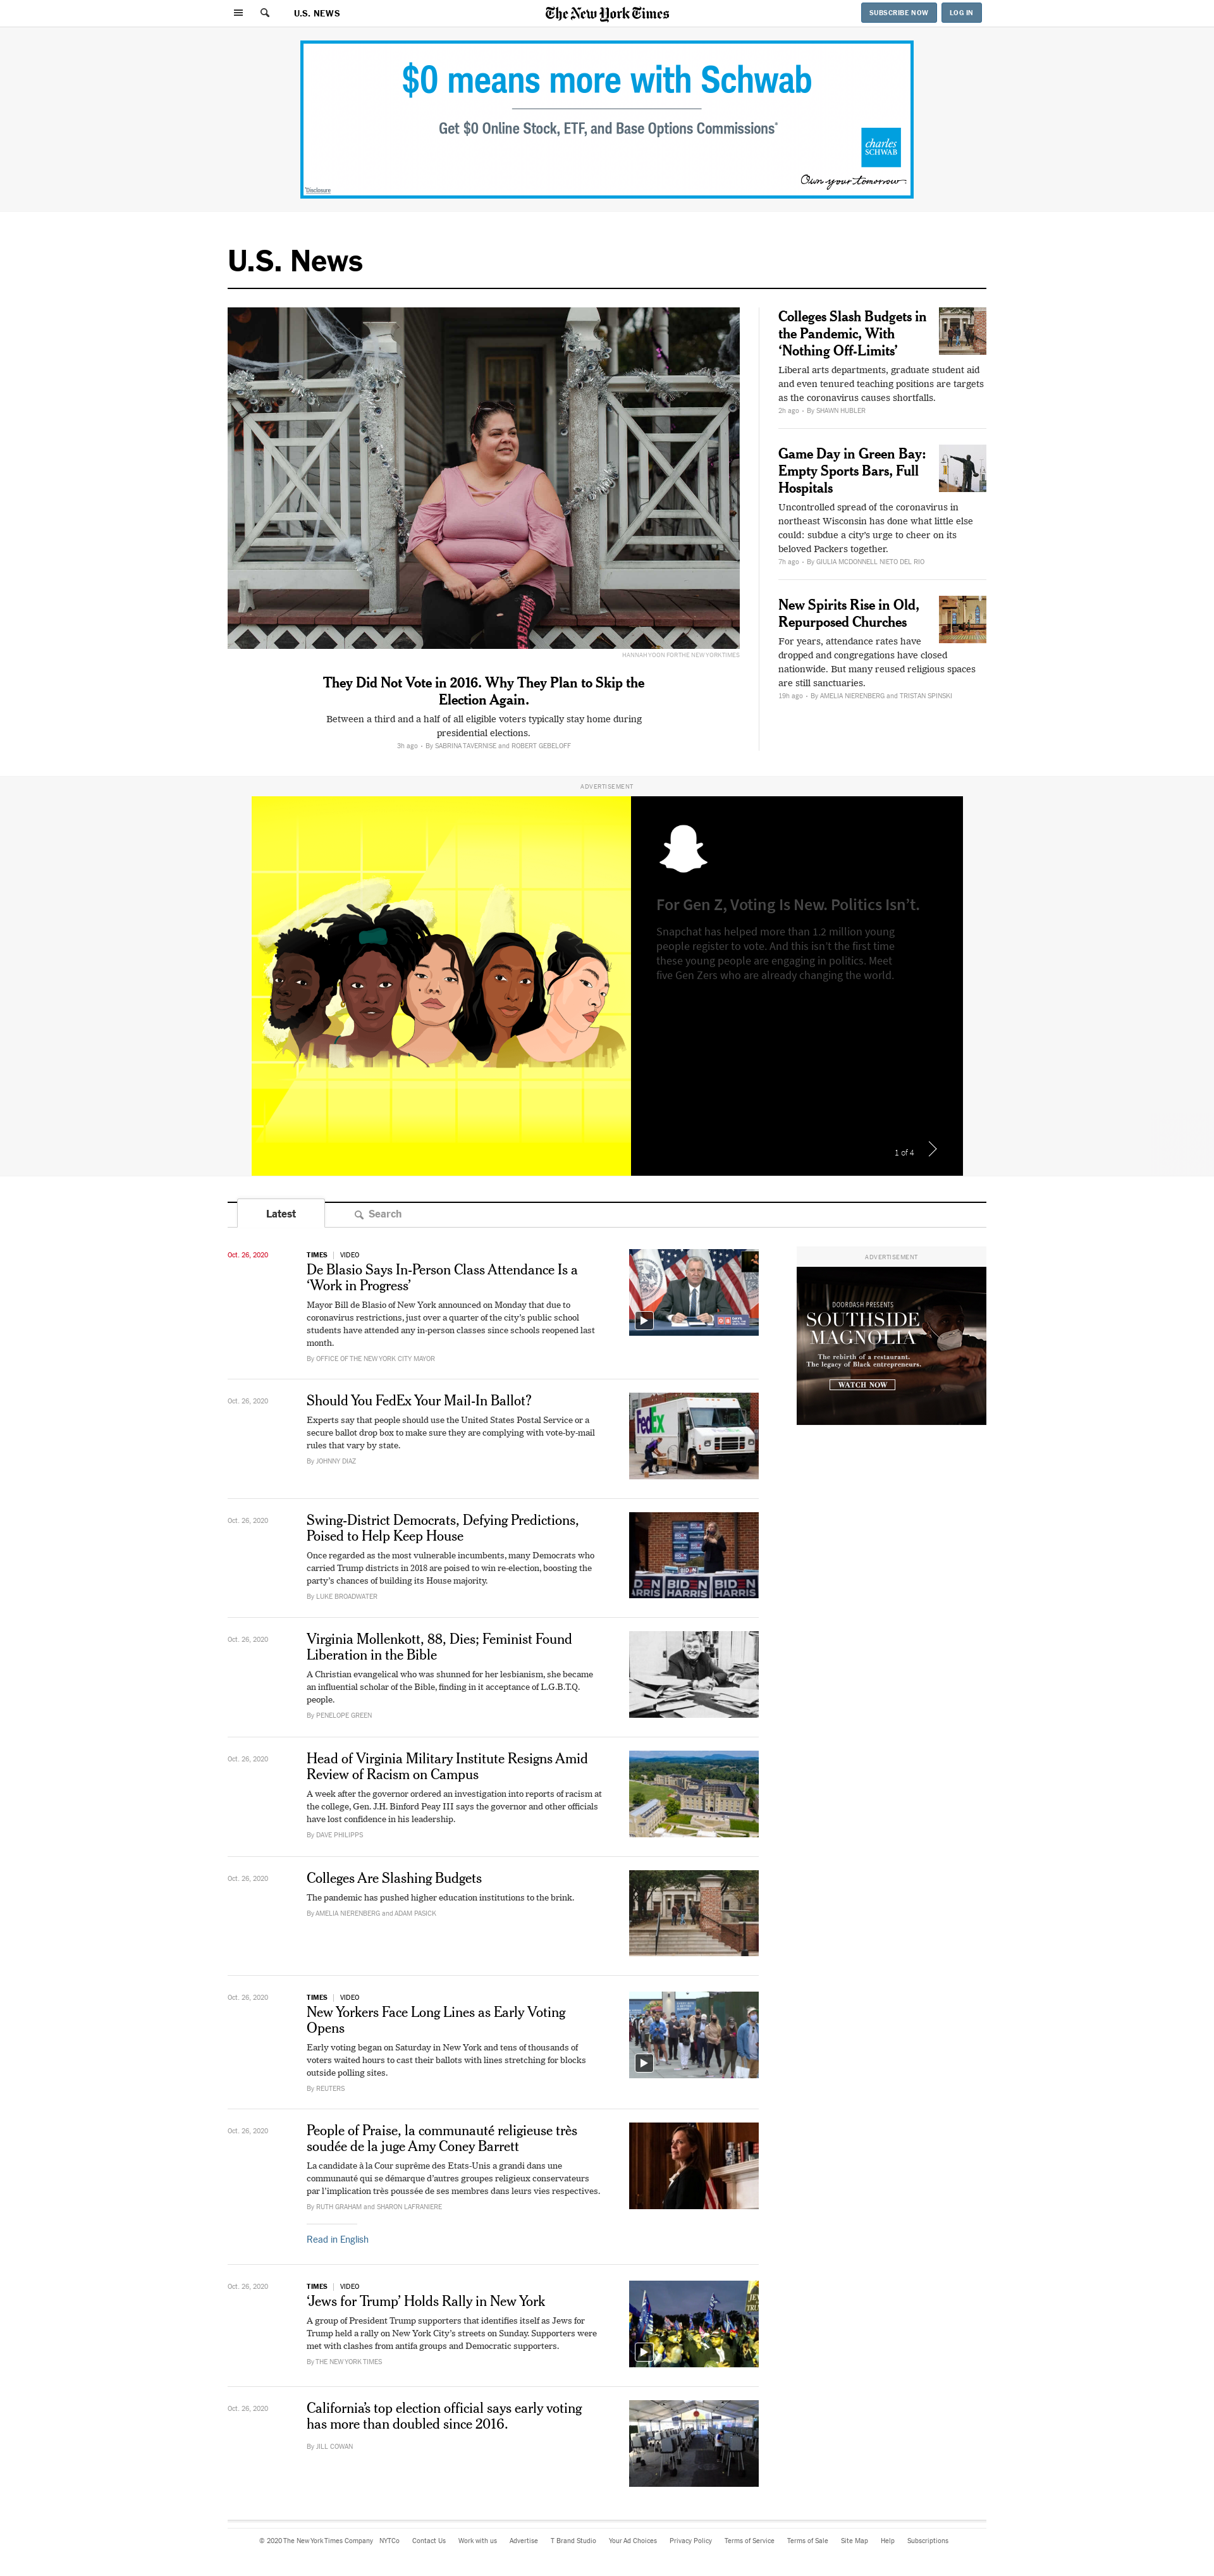 U.S. NEWS
The New York Times
SUBSCRIBE NOW
LOG IN
$0 means more with Schwab
Get $0 Online Stock, ETF, and Base Options Commissions*
charles
SCHWAB
Own your tomorrow
*Disclosure
U.S. News
FABULOUS
HANNAH YOON FOR THE NEW YORK TIMES
They Did Not Vote in 2016. Why They Plan to Skip the
Election Again.
Between a third and a half of all eligible voters typically stay home during
presidential elections.
3h ago - By SABRINA TAVERNISE and ROBERT GEBELOFF
Colleges Slash Budgets in
the Pandemic, With
‘Nothing Off-Limits’
Liberal arts departments, graduate student aid
and even tenured teaching positions are targets
as the coronavirus causes shortfalls.
2h ago - By SHAWN HUBLER
Game Day in Green Bay:
Empty Sports Bars, Full
Hospitals
Uncontrolled spread of the coronavirus in
northeast Wisconsin has done what little else
could: subdue a city’s urge to cheer on its
beloved Packers together.
7h ago - By GIULIA MCDONNELL NIETO DEL RIO
New Spirits Rise in Old,
Repurposed Churches
For years, attendance rates have
dropped and congregations have closed
nationwide. But many reused religious spaces
are still sanctuaries.
19h ago - By AMELIA NIERENBERG and TRISTAN SPINSKI
ADVERTISEMENT
For Gen Z, Voting Is New. Politics Isn’t.
Snapchat has helped more than 1.2 million young
people register to vote. And this isn’t the first time
these young people are engaging in politics. Meet
five Gen Zers who are already changing the world.
1 of 4
Latest
Search
Oct. 26, 2020
TIMES | VIDEO
De Blasio Says In-Person Class Attendance Is a
‘Work in Progress’
Mayor Bill de Blasio of New York announced on Monday that due to
coronavirus restrictions, just over a quarter of the city’s public school
students have attended any in-person classes since schools reopened last
month.
By OFFICE OF THE NEW YORK CITY MAYOR
ADVERTISEMENT
DOORDASH PRESENTS
SOUTHSIDE
MAGNOLIA
The rebirth of a restaurant.
The legacy of Black entrepreneurs.
WATCH NOW
Oct. 26, 2020
Should You FedEx Your Mail-In Ballot?
Experts say that people should use the United States Postal Service or a
secure ballot drop box to make sure they are complying with vote-by-mail
rules that vary by state.
By JOHNNY DIAZ
FedEx
Oct. 26, 2020
Swing-District Democrats, Defying Predictions,
Poised to Help Keep House
Once regarded as the most vulnerable incumbents, many Democrats who
carried Trump districts in 2018 are poised to win re-election, boosting the
party’s chances of building its House majority.
By LUKE BROADWATER
BIDEN
HARRIS
BIDEN
HARRIS
Oct. 26, 2020
Virginia Mollenkott, 88, Dies; Feminist Found
Liberation in the Bible
A Christian evangelical who was shunned for her lesbianism, she became
an influential scholar of the Bible, finding in it acceptance of L.G.B.T.Q.
people.
By PENELOPE GREEN
Oct. 26, 2020
Head of Virginia Military Institute Resigns Amid
Review of Racism on Campus
A week after the governor ordered an investigation into reports of racism at
the college, Gen. J.H. Binford Peay III says the governor and other officials
have lost confidence in his leadership.
By DAVE PHILIPPS
Oct. 26, 2020
Colleges Are Slashing Budgets
The pandemic has pushed higher education institutions to the brink.
By AMELIA NIERENBERG and ADAM PASICK
Oct. 26, 2020
TIMES | VIDEO
New Yorkers Face Long Lines as Early Voting
Opens
Early voting began on Saturday in New York and tens of thousands of
voters waited hours to cast their ballots with lines stretching for blocks
outside polling sites.
By REUTERS
Oct. 26, 2020
People of Praise, la communauté religieuse très
soudée de la juge Amy Coney Barrett
La candidate à la Cour suprême des Etats-Unis a grandi dans une
communauté qui se démarque d’autres groupes religieux conservateurs
par l’implication très poussée de ses membres dans leurs vies respectives.
By RUTH GRAHAM and SHARON LAFRANIERE
Read in English
Oct. 26, 2020
TIMES | VIDEO
‘Jews for Trump’ Holds Rally in New York
A group of President Trump supporters that identifies itself as Jews for
Trump held a rally on New York City’s streets on Sunday. Supporters were
met with clashes from antifa groups and Democratic supporters.
By THE NEW YORK TIMES
Oct. 26, 2020
California’s top election official says early voting
has more than doubled since 2016.
By JILL COWAN
© 2020 The New York Times Company NYTCo Contact Us Work with us Advertise T Brand Studio Your Ad Choices Privacy Policy Terms of Service Terms of Sale Site Map Help Subscriptions